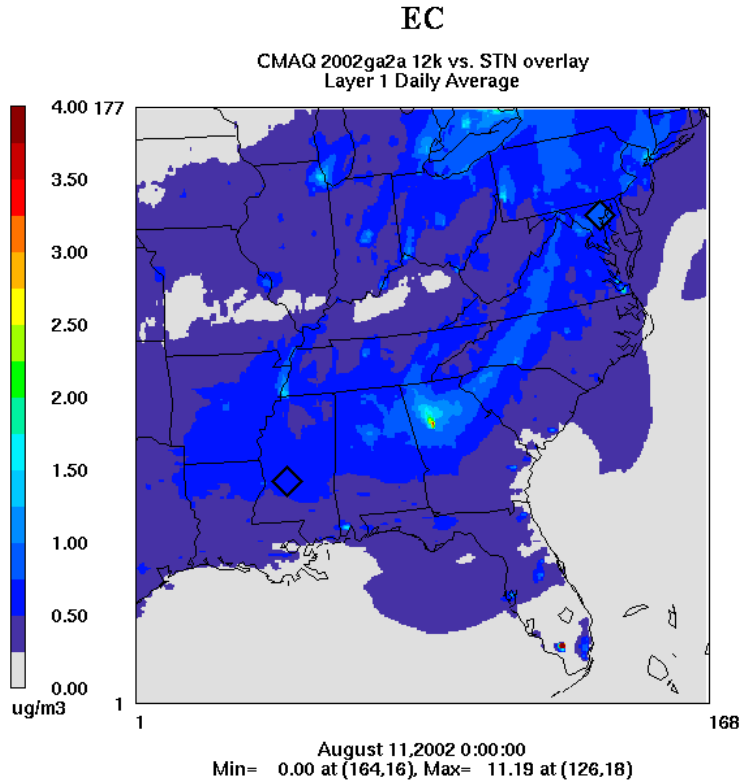 EC
CMAQ 2002ga2a 12k vs. STN overlay
Layer 1 Daily Average
4.00
3.50
3.00
2.50
2.00
1.50
1.00
0.50
0.00
ug/m3
177
1
1
168
August 11,2002 0:00:00
Min= 0.00 at (164,16), Max= 11.19 at (126,18)